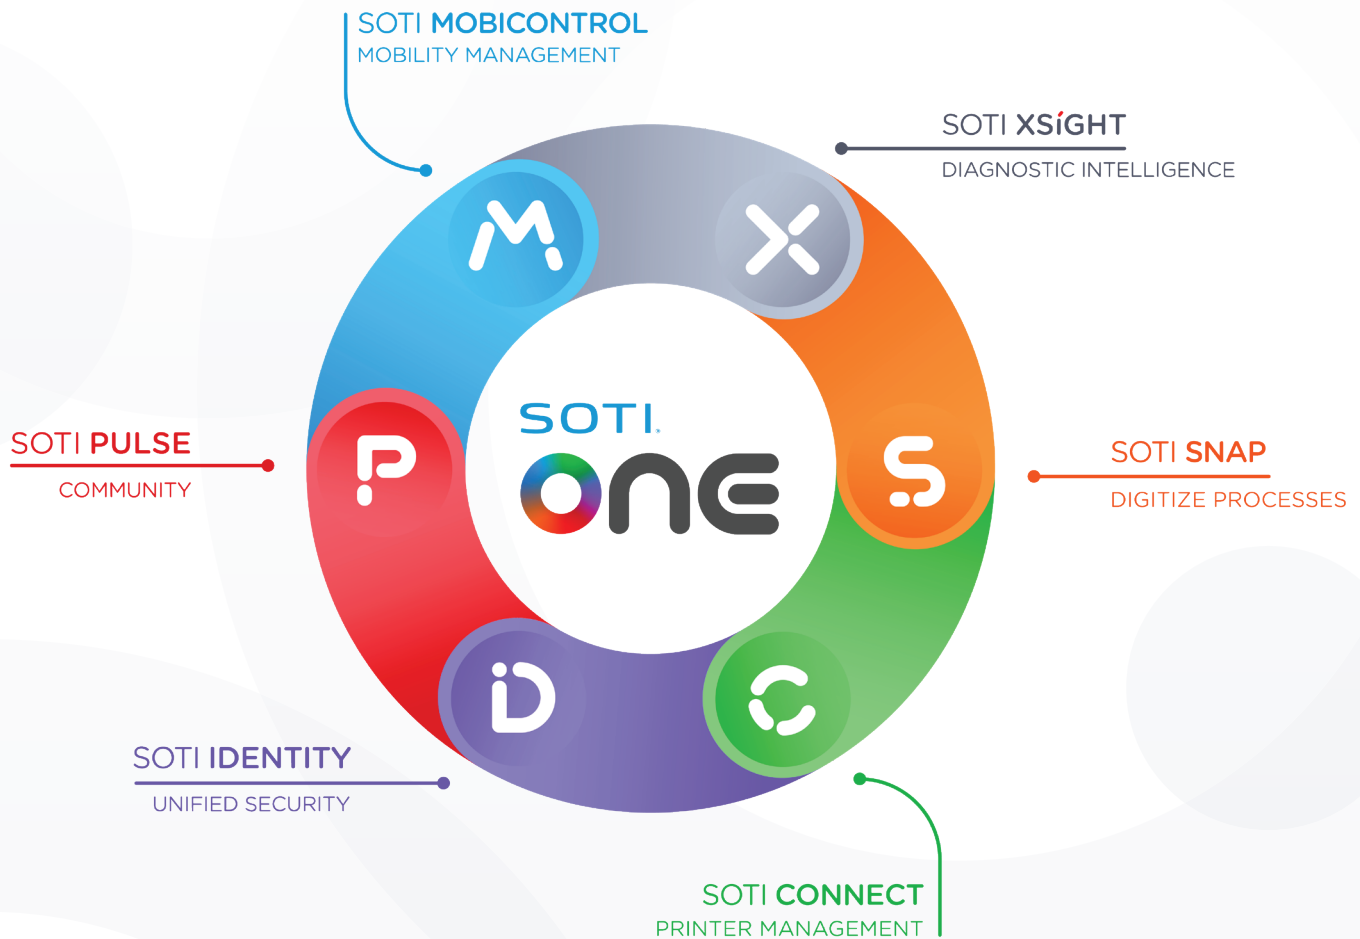 SOTI MOBICONTROL
MOBILITY MANAGEMENT
SOTI XSiGHT
DIAGNOSTIC INTELLIGENCE
M
X
SOTI PULSE
COMMUNITY
P
SOTI
ONE
S
SOTI SNAP
DIGITIZE PROCESSES
iD
C
SOTI IDENTITY
UNIFIED SECURITY
SOTI CONNECT
PRINTER MANAGEMENT